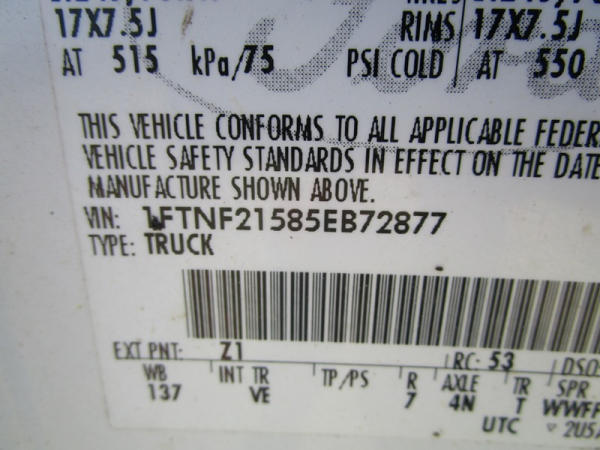 17X7.5J RIMS 17X7.5J
AT 515 kPa/75 PSI COLD AT 550
THIS VEHICLE CONFORMS TO ALL APPLICABLE FEDER
VEHICLE SAFETY STANDARDS IN EFFECT ON THE DATE
MANUFACTURE SHOWN ABOVE.
VIN: 1FTNF21585EB72877
TYPE: TRUCK
EXT PNT: Z1 RC: 53 DSO:
WB INT TR TP/PS R AXLE TR SPR
137 VE 7 4N T WWFF
UTC